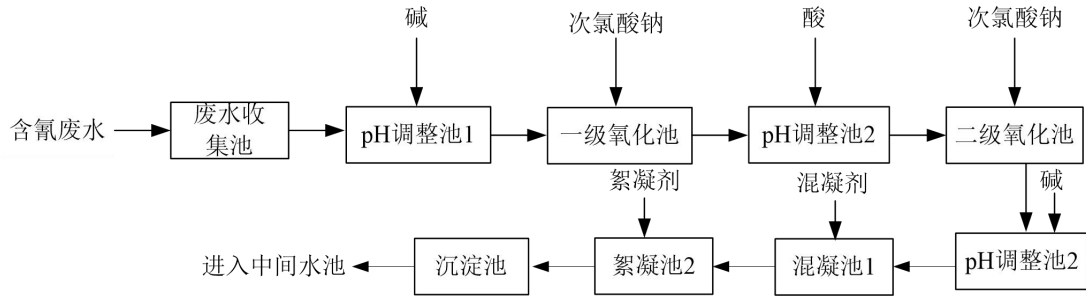 碱
次氯酸钠
酸
次氯酸钠
含氰废水
废水收
集池
pH调整池1
一级氧化池
pH调整池2
二级氧化池
絮凝剂
混凝剂
碱
进入中间水池
沉淀池
絮凝池2
混凝池1
pH调整池2